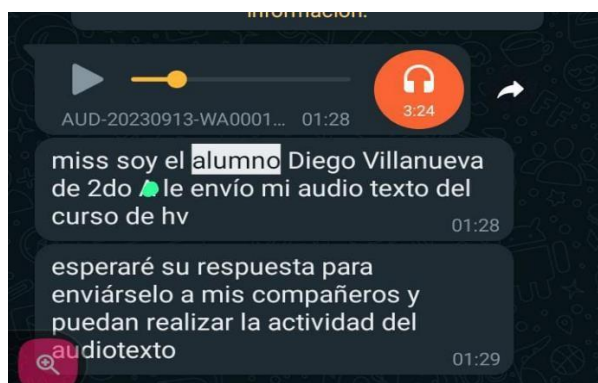 información.
3:24
AUD-20230913-WA0001... 01:28
miss soy el alumno Diego Villanueva
de 2do le envío mi audio texto del
curso de hv
01:28
esperaré su respuesta para
enviárselo a mis compañeros y
puedan realizar la actividad del
audiotexto
01:29